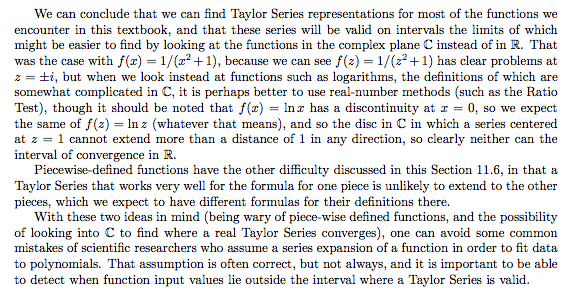 We can conclude that we can find Taylor Series representations for most of the functions we
encounter in this textbook, and that these series will be valid on intervals the limits of which
might be easier to find by looking at the functions in the complex plane ℂ instead of in ℝ. That
was the case with f(x) = 1/(x² + 1), because we can see f(z) = 1/(z² + 1) has clear problems at
z = ±i, but when we look instead at functions such as logarithms, the definitions of which are
somewhat complicated in ℂ, it is perhaps better to use real-number methods (such as the Ratio
Test), though it should be noted that f(x) = ln x has a discontinuity at x = 0, so we expect
the same of f(z) = ln z (whatever that means), and so the disc in ℂ in which a series centered
at z = 1 cannot extend more than a distance of 1 in any direction, so clearly neither can the
interval of convergence in ℝ.
Piecewise-defined functions have the other difficulty discussed in this Section 11.6, in that a
Taylor Series that works very well for the formula for one piece is unlikely to extend to the other
pieces, which we expect to have different formulas for their definitions there.
With these two ideas in mind (being wary of piece-wise defined functions, and the possibility
of looking into ℂ to find where a real Taylor Series converges), one can avoid some common
mistakes of scientific researchers who assume a series expansion of a function in order to fit data
to polynomials. That assumption is often correct, but not always, and it is important to be able
to detect when function input values lie outside the interval where a Taylor Series is valid.